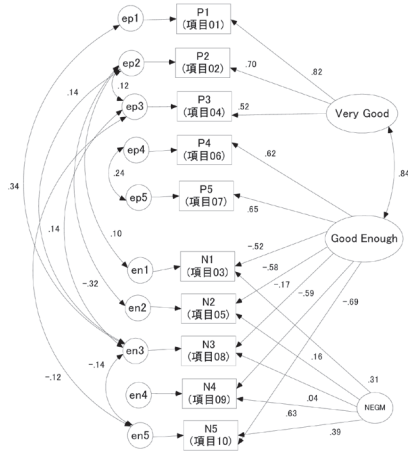 ep1
P1
(項目01)
ep2
P2
(項目02)
.14
.12
.70
.82
ep3
P3
(項目04)
.52
Very Good
ep4
P4
(項目06)
.62
.24
.84
ep5
P5
(項目07)
.65
.34
.14
.10
Good Enough
en1
N1
(項目03)
-.52
-.58
-.17
-.59
-.69
-.32
en2
N2
(項目05)
en3
N3
(項目08)
.16
.31
-.14
-.12
en4
N4
(項目09)
.04
.63
NEGM
en5
N5
(項目10)
.39